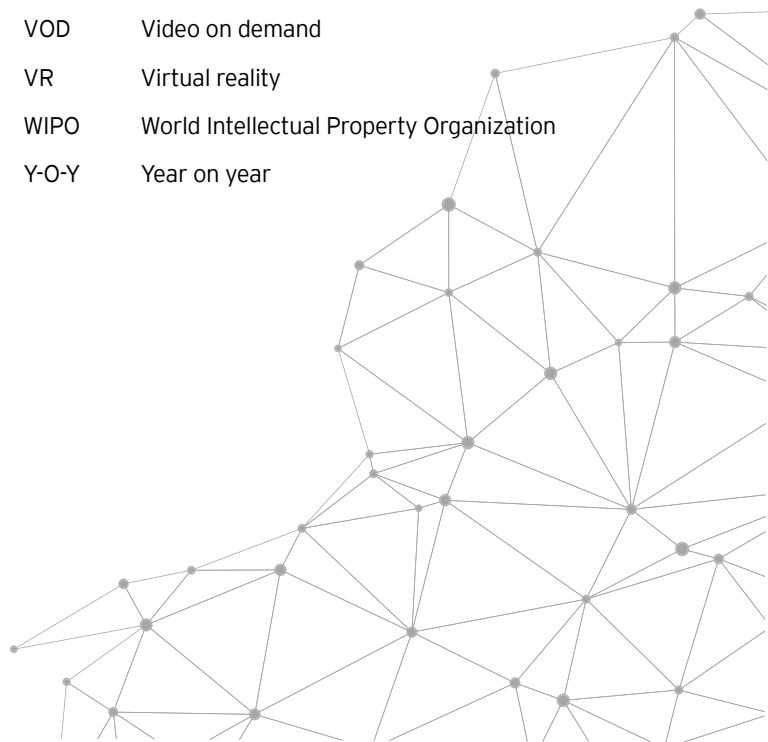 VOD Video on demand
VR Virtual reality
WIPO World Intellectual Property Organization
Y-O-Y Year on year